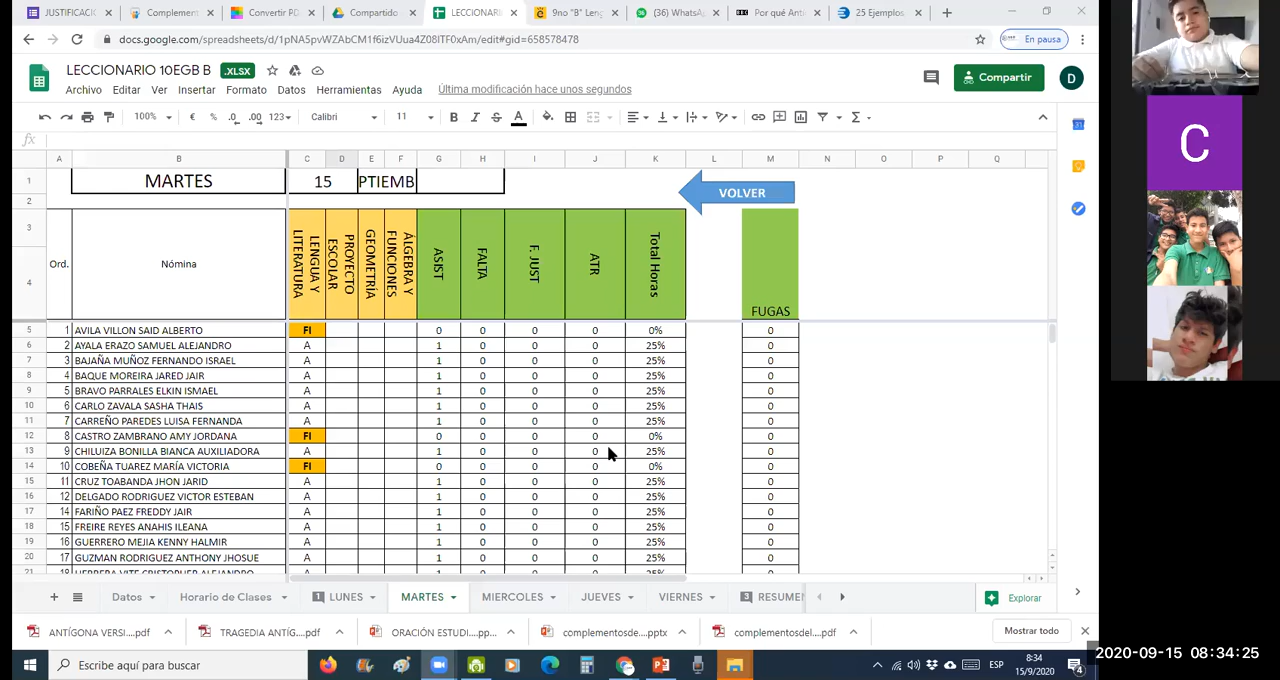 JUSTIFICACIÓ
Complement
Convertir PD
Compartido
LECCIONARIO
9no "B" Leng
(36) WhatsAp
Por qué Anti
25 Ejemplos
docs.google.com/spreadsheets/d/1pNA5pvWZAbCM1f6izVUua4Z08lTF0xAm/edit#gid=658578478
En pausa
LECCIONARIO 10EGB B .XLSX
Compartir
D
Archivo Editar Ver Insertar Formato Datos Herramientas Ayuda Última modificación hace unos segundos
100% € % .0 .00 123 Calibri 11 B I S A
fx
A B C D E F G H I J K L M N O P Q
1 MARTES 15 PTIEMB VOLVER
2
3
4
Ord. Nómina LENGUA Y LITERATURA PROYECTO ESCOLAR GEOMETRÍA ÁLGEBRA Y FUNCIONES ASIST FALTA F. JUST ATR Total Horas FUGAS
5 1 AVILA VILLON SAID ALBERTO FI 0 0 0 0 0% 0
6 2 AYALA ERAZO SAMUEL ALEJANDRO A 1 0 0 0 25% 0
7 3 BAJAÑA MUÑOZ FERNANDO ISRAEL A 1 0 0 0 25% 0
8 4 BAQUE MOREIRA JARED JAIR A 1 0 0 0 25% 0
9 5 BRAVO PARRALES ELKIN ISMAEL A 1 0 0 0 25% 0
10 6 CARLO ZAVALA SASHA THAIS A 1 0 0 0 25% 0
11 7 CARREÑO PAREDES LUISA FERNANDA A 1 0 0 0 25% 0
12 8 CASTRO ZAMBRANO AMY JORDANA FI 0 0 0 0 0% 0
13 9 CHILUIZA BONILLA BIANCA AUXILIADORA A 1 0 0 0 25% 0
14 10 COBEÑA TUAREZ MARÍA VICTORIA FI 0 0 0 0 0% 0
15 11 CRUZ TOABANDA JHON JARID A 1 0 0 0 25% 0
16 12 DELGADO RODRIGUEZ VICTOR ESTEBAN A 1 0 0 0 25% 0
17 14 FARIÑO PAEZ FREDDY JAIR A 1 0 0 0 25% 0
18 15 FREIRE REYES ANAHIS ILEANA A 1 0 0 0 25% 0
19 16 GUERRERO MEJIA KENNY HALMIR A 1 0 0 0 25% 0
20 17 GUZMAN RODRIGUEZ ANTHONY JHOSUE A 1 0 0 0 25% 0
21 18 HERRERA VITE CRISTOPHER ALEJANDRO A 1 0 0 0 25% 0
Datos Horario de Clases 1 LUNES MARTES MIERCOLES JUEVES VIERNES 3 RESUMEN Explorar
ANTÍGONA VERSI....pdf TRAGEDIA ANTÍG....pdf ORACIÓN ESTUDI....pp... complementosde....pptx complementosdel....pdf Mostrar todo
Escribe aquí para buscar
ESP
8:34
15/9/2020
4
C
2020-09-15 08:34:25